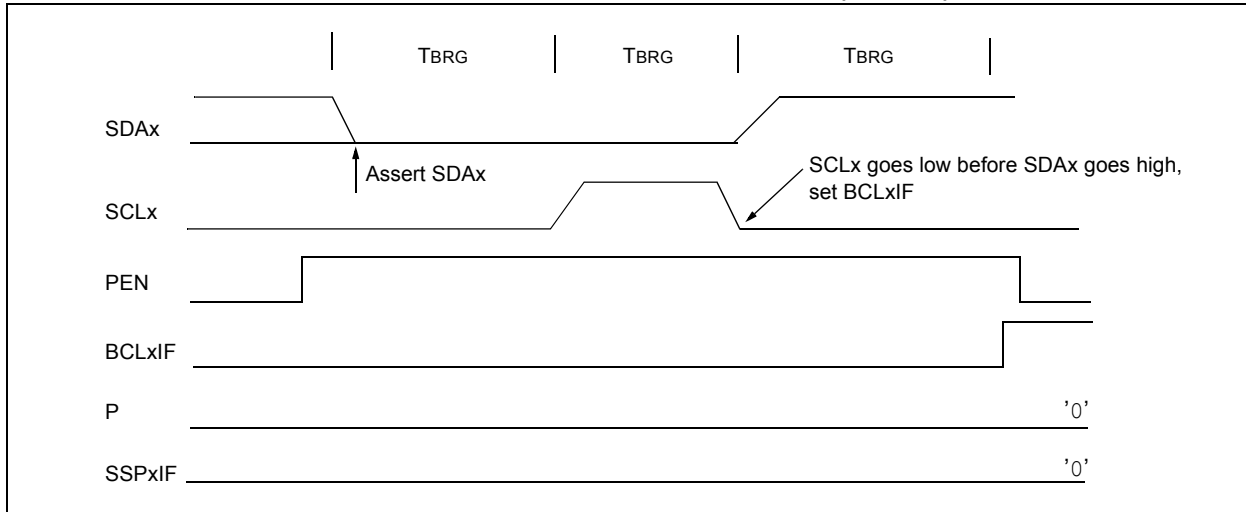 TBRG TBRG TBRG
SDAx
Assert SDAx
SCLx goes low before SDAx goes high,
set BCLxIF
SCLx
PEN
BCLxIF
P '0'
SSPxIF '0'